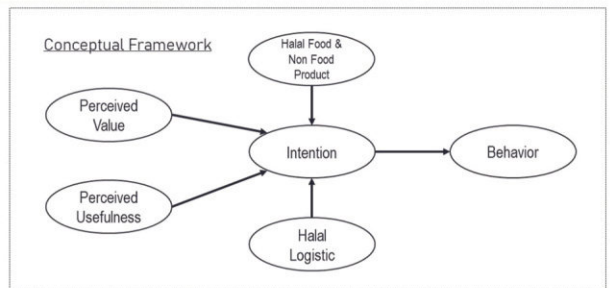 Conceptual Framework
Halal Food &
Non Food
Product
Perceived
Value
Intention
Behavior
Perceived
Usefulness
Halal
Logistic